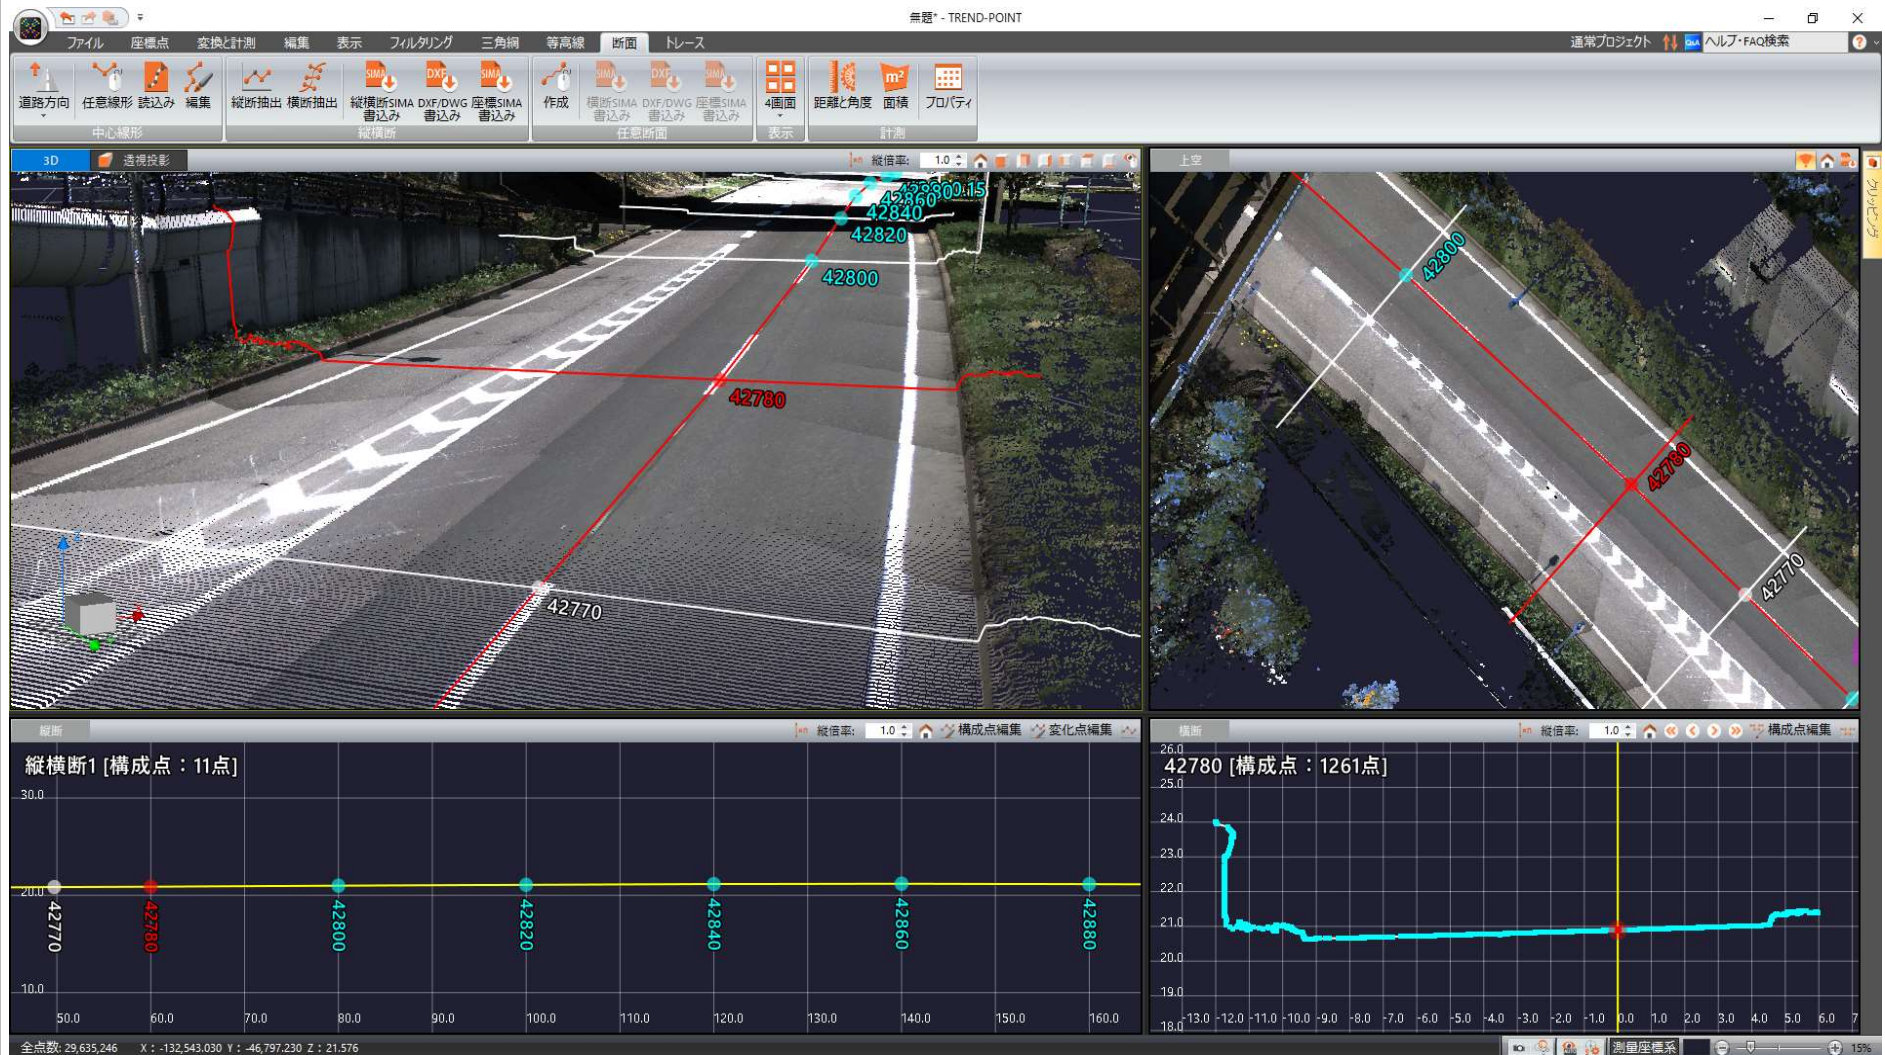 無題* - TREND-POINT
ファイル 座標点 変換と計測 編集 表示 フィルタリング 三角網 等高線 断面 トレース 通常プロジェクト Q&A ヘルプ・FAQ検索
道路方向 任意線形 読込み 編集 縦断抽出 横断抽出 縦横断SIMA書込み DXF/DWG書込み 座標SIMA書込み 作成 横断SIMA書込み DXF/DWG書込み 座標SIMA書込み 4画面 距離と角度 面積 プロパティ
中心線形 縦横断 任意断面 表示 計測
3D 透視投影 縦倍率: 1.0 上空
クリッピング
42860
42840
42820
42800
42780
42770
42800
42780
42770
縦断 縦倍率: 1.0 構成点編集 変化点編集
縦横断1 [構成点：11点]
30.0
20.0
42770 42780 42800 42820 42840 42860 42880
10.0
50.0 60.0 70.0 80.0 90.0 100.0 110.0 120.0 130.0 140.0 150.0 160.0
横断 縦倍率: 1.0 構成点編集
26.0
42780 [構成点：1261点]
25.0
24.0
23.0
22.0
21.0
20.0
19.0
18.0
-13.0 -12.0 -11.0 -10.0 -9.0 -8.0 -7.0 -6.0 -5.0 -4.0 -3.0 -2.0 -1.0 0.0 1.0 2.0 3.0 4.0 5.0 6.0 7
全点数: 29,635,246 X : -132,543.030 Y : -46,797.230 Z : 21.576 測量座標系 15%